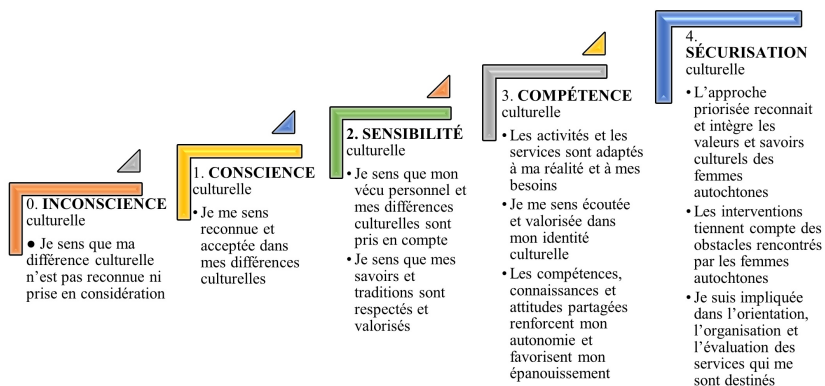 0. INCONSCIENCE
culturelle
● Je sens que ma
différence culturelle
n'est pas reconnue ni
prise en considération
1. CONSCIENCE
culturelle
• Je me sens
reconnue et
acceptée dans
mes différences
culturelles
2. SENSIBILITÉ
culturelle
• Je sens que mon
vécu personnel et
mes différences
culturelles sont
pris en compte
• Je sens que mes
savoirs et
traditions sont
respectés et
valorisés
3. COMPÉTENCE
culturelle
• Les activités et les
services sont adaptés
à ma réalité et à mes
besoins
• Je me sens écoutée
et valorisée dans
mon identité
culturelle
• Les compétences,
connaissances et
attitudes partagées
renforcent mon
autonomie et
favorisent mon
épanouissement
4.
SÉCURISATION
culturelle
• L'approche
priorisée reconnait
et intègre les
valeurs et savoirs
culturels des
femmes
autochtones
• Les interventions
tiennent compte des
obstacles rencontrés
par les femmes
autochtones
• Je suis impliquée
dans l'orientation,
l'organisation et
l'évaluation des
services qui me
sont destinés